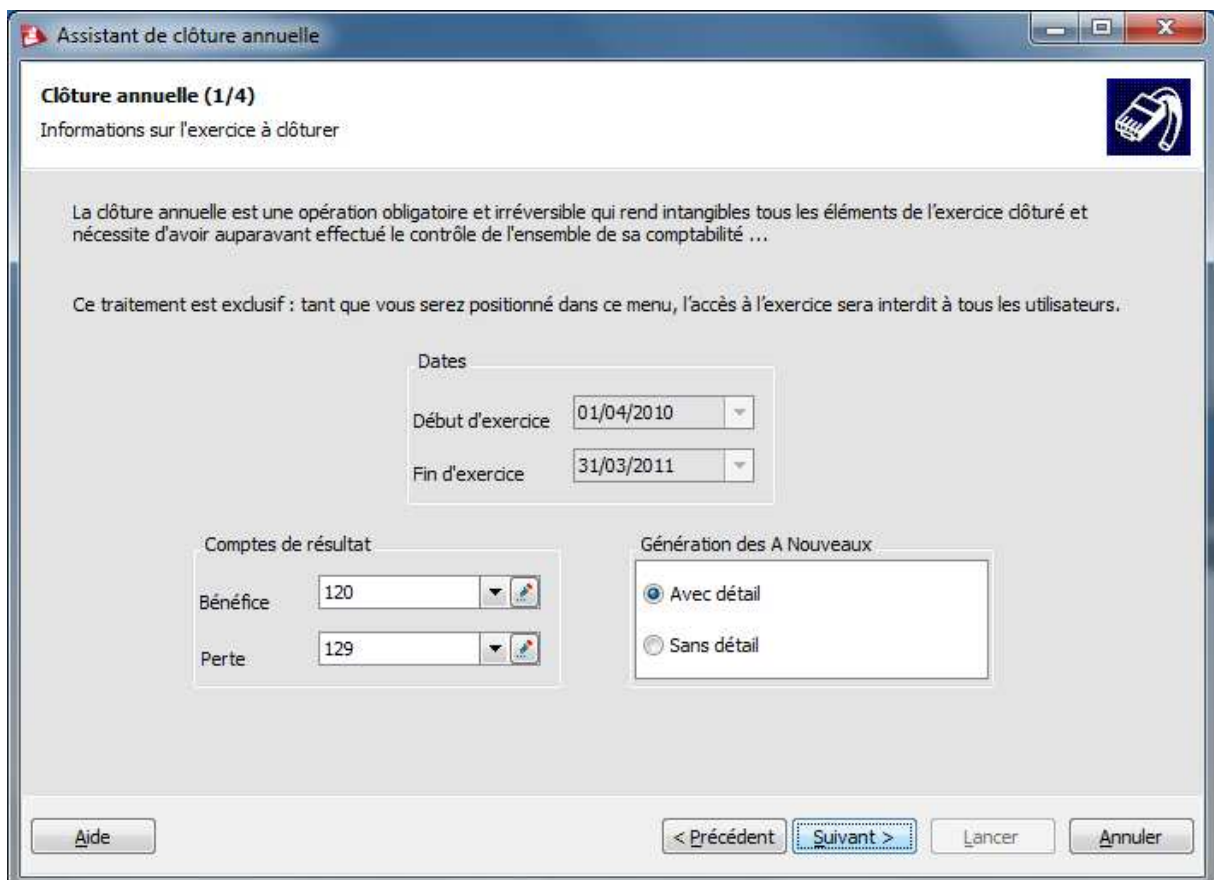 Assistant de clôture annuelle
Clôture annuelle (1/4)
Informations sur l'exercice à clôturer
La clôture annuelle est une opération obligatoire et irréversible qui rend intangibles tous les éléments de l'exercice clôturé et
nécessite d'avoir auparavant effectué le contrôle de l'ensemble de sa comptabilité ...
Ce traitement est exclusif : tant que vous serez positionné dans ce menu, l'accès à l'exercice sera interdit à tous les utilisateurs.
Dates
Début d'exercice 01/04/2010
Fin d'exercice 31/03/2011
Comptes de résultat
Bénéfice 120
Perte 129
Génération des A Nouveaux
Avec détail
Sans détail
Aide < Précédent Suivant > Lancer Annuler